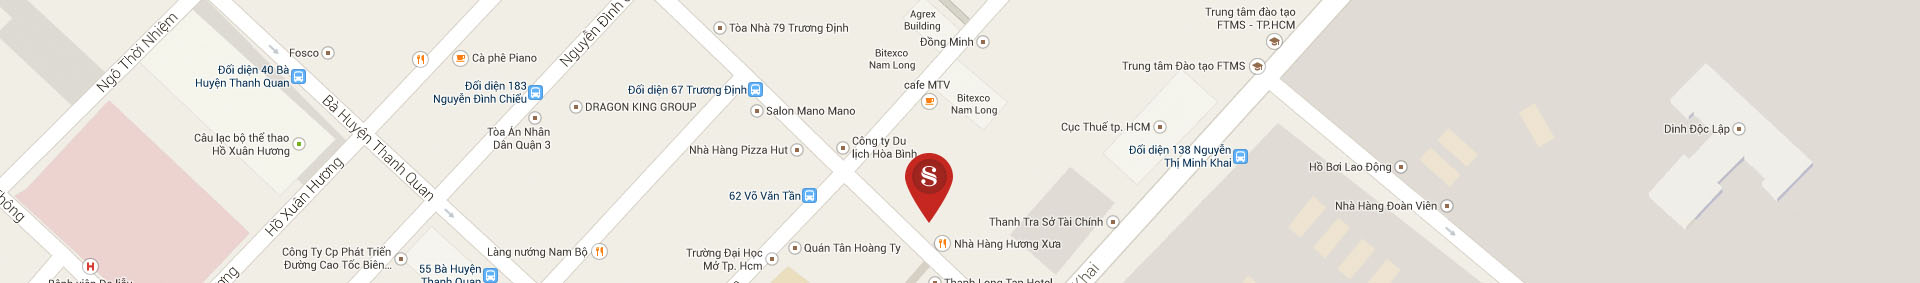 Ngô Thời Nhiệm
Fosco
Đối diện 40 Bà
Huyện Thanh Quan
Câu lạc bộ thể thao
Hồ Xuân Hương
Bà Huyện Thanh Quan
Hồ Xuân Hương
Công Ty Cp Phát Triển
Đường Cao Tốc Biên...
H
Cà phê Piano
Đối diện 183
Nguyễn Đình Chiểu
Tòa Án Nhân
Dân Quận 3
Nguyễn Đình
DRAGON KING GROUP
Làng nướng Nam Bộ
55 Bà Huyện
Thanh Quan
Tòa Nhà 79 Trương Định
Đối diện 67 Trương Định
Salon Mano Mano
Nhà Hàng Pizza Hut
Công ty Du
lịch Hòa Bình
62 Võ Văn Tần
Trường Đại Học
Mở Tp. Hcm
Quán Tân Hoàng Ty
Agrex
Building
Đồng Minh
Bitexco
Nam Long
cafe MTV
Bitexco
Nam Long
S
Nhà Hàng Hương Xưa
Thanh Long Tan Hotel
Thanh Tra Sở Tài Chính
Khai
Trung tâm đào tạo
FTMS - TP.HCM
Trung tâm Đào tạo FTMS
Cục Thuế tp. HCM
Đối diện 138 Nguyễn
Thị Minh Khai
Hồ Bơi Lao Động
Nhà Hàng Đoàn Viên
Dinh Độc Lập